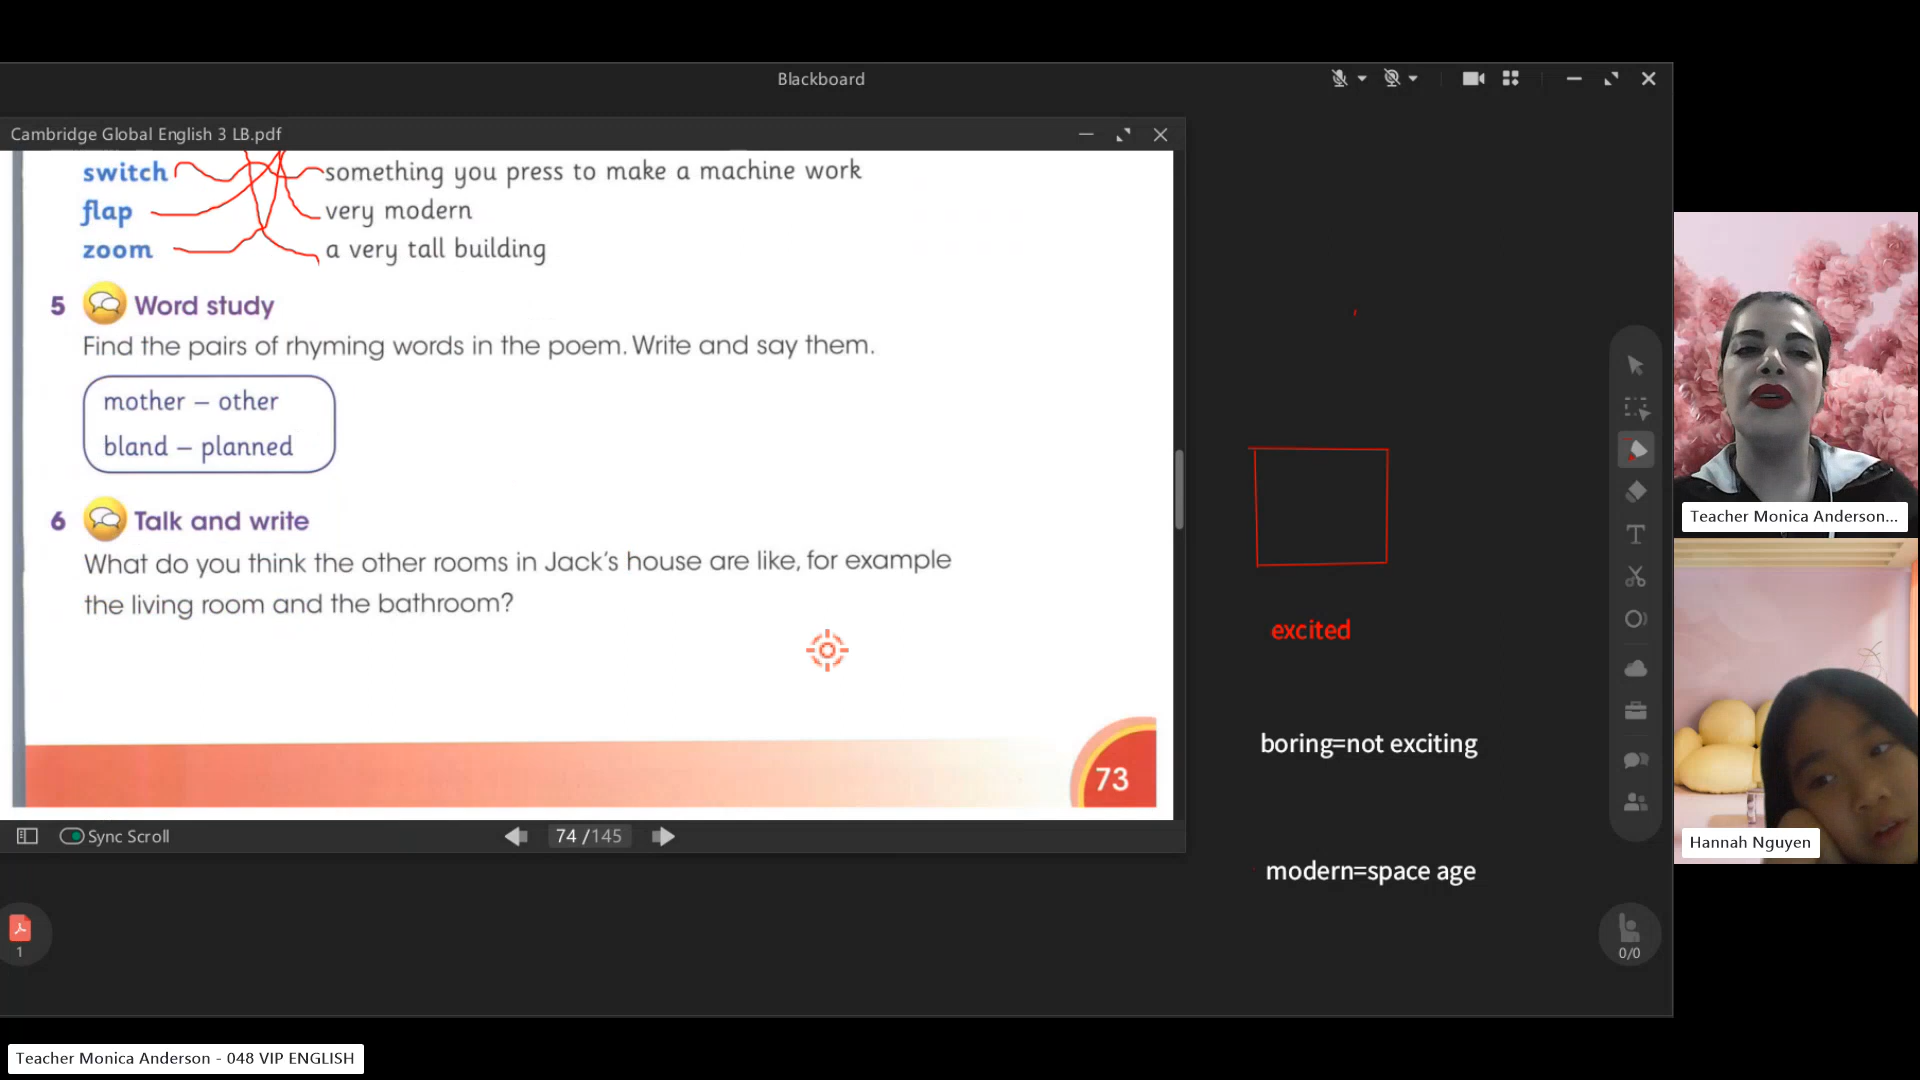 Blackboard
Cambridge Global English 3 LB.pdf
switch something you press to make a machine work
flap very modern
zoom a very tall building
5 Word study
Find the pairs of rhyming words in the poem. Write and say them.
mother – other
bland – planned
6 Talk and write
What do you think the other rooms in Jack's house are like, for example
the living room and the bathroom?
73
Sync Scroll
74 /145
1
excited
boring=not exciting
modern=space age
0/0
Teacher Monica Anderson...
Hannah Nguyen
Teacher Monica Anderson - 048 VIP ENGLISH